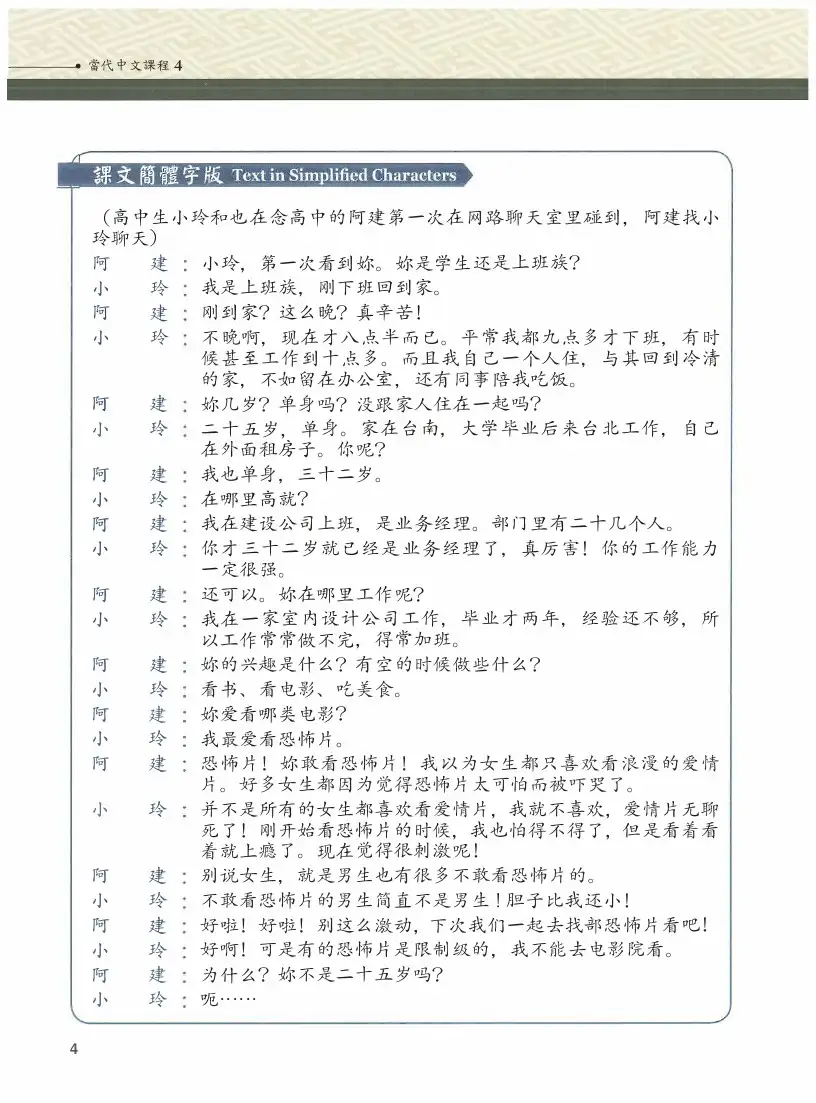 當代中文課程 4
課文簡體字版 Text in Simplified Characters
（高中生小玲和也在念高中的阿建第一次在网路聊天室里碰到，阿建找小
玲聊天）
阿　建：小玲，第一次看到妳。妳是学生还是上班族？
小　玲：我是上班族，刚下班回到家。
阿　建：刚到家？这么晚？真辛苦！
小　玲：不晚啊，现在才八点半而已。平常我都九点多才下班，有时
候甚至工作到十点多。而且我自己一个人住，与其回到冷清
的家，不如留在办公室，还有同事陪我吃饭。
阿　建：妳几岁？单身吗？没跟家人住在一起吗？
小　玲：二十五岁，单身。家在台南，大学毕业后来台北工作，自己
在外面租房子。你呢？
阿　建：我也单身，三十二岁。
小　玲：在哪里高就？
阿　建：我在建设公司上班，是业务经理。部门里有二十几个人。
小　玲：你才三十二岁就已经是业务经理了，真厉害！你的工作能力
一定很强。
阿　建：还可以。妳在哪里工作呢？
小　玲：我在一家室内设计公司工作，毕业才两年，经验还不够，所
以工作常常做不完，得常加班。
阿　建：妳的兴趣是什么？有空的时候做些什么？
小　玲：看书、看电影、吃美食。
阿　建：妳爱看哪类电影？
小　玲：我最爱看恐怖片。
阿　建：恐怖片！妳敢看恐怖片！我以为女生都只喜欢看浪漫的爱情
片。好多女生都因为觉得恐怖片太可怕而被吓哭了。
小　玲：并不是所有的女生都喜欢看爱情片，我就不喜欢，爱情片无聊
死了！刚开始看恐怖片的时候，我也怕得不得了，但是看着看
着就上瘾了。现在觉得很刺激呢！
阿　建：别说女生，就是男生也有很多不敢看恐怖片的。
小　玲：不敢看恐怖片的男生简直不是男生！胆子比我还小！
阿　建：好啦！好啦！别这么激动，下次我们一起去找部恐怖片看吧！
小　玲：好啊！可是有的恐怖片是限制级的，我不能去电影院看。
阿　建：为什么？妳不是二十五岁吗？
小　玲：呃……
4